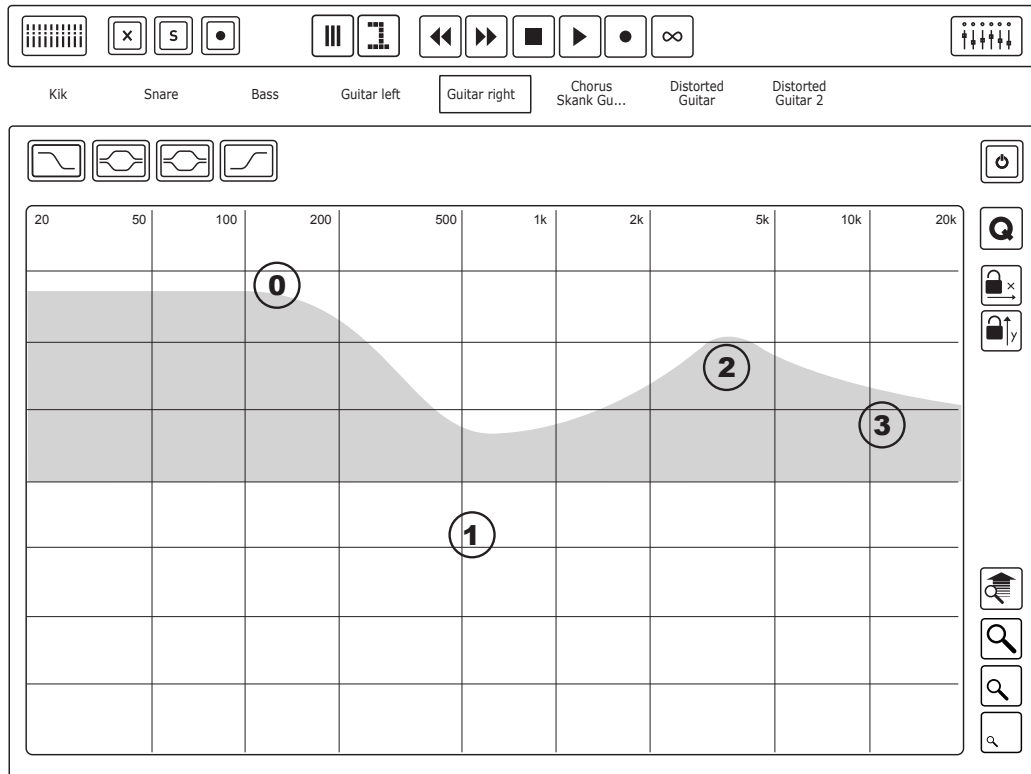 X S
Kik Snare Bass Guitar left Guitar right Chorus Skank Gu... Distorted Guitar Distorted Guitar 2
20 50 100 200 500 1k 2k 5k 10k 20k
Q
x
y
0
2
3
1